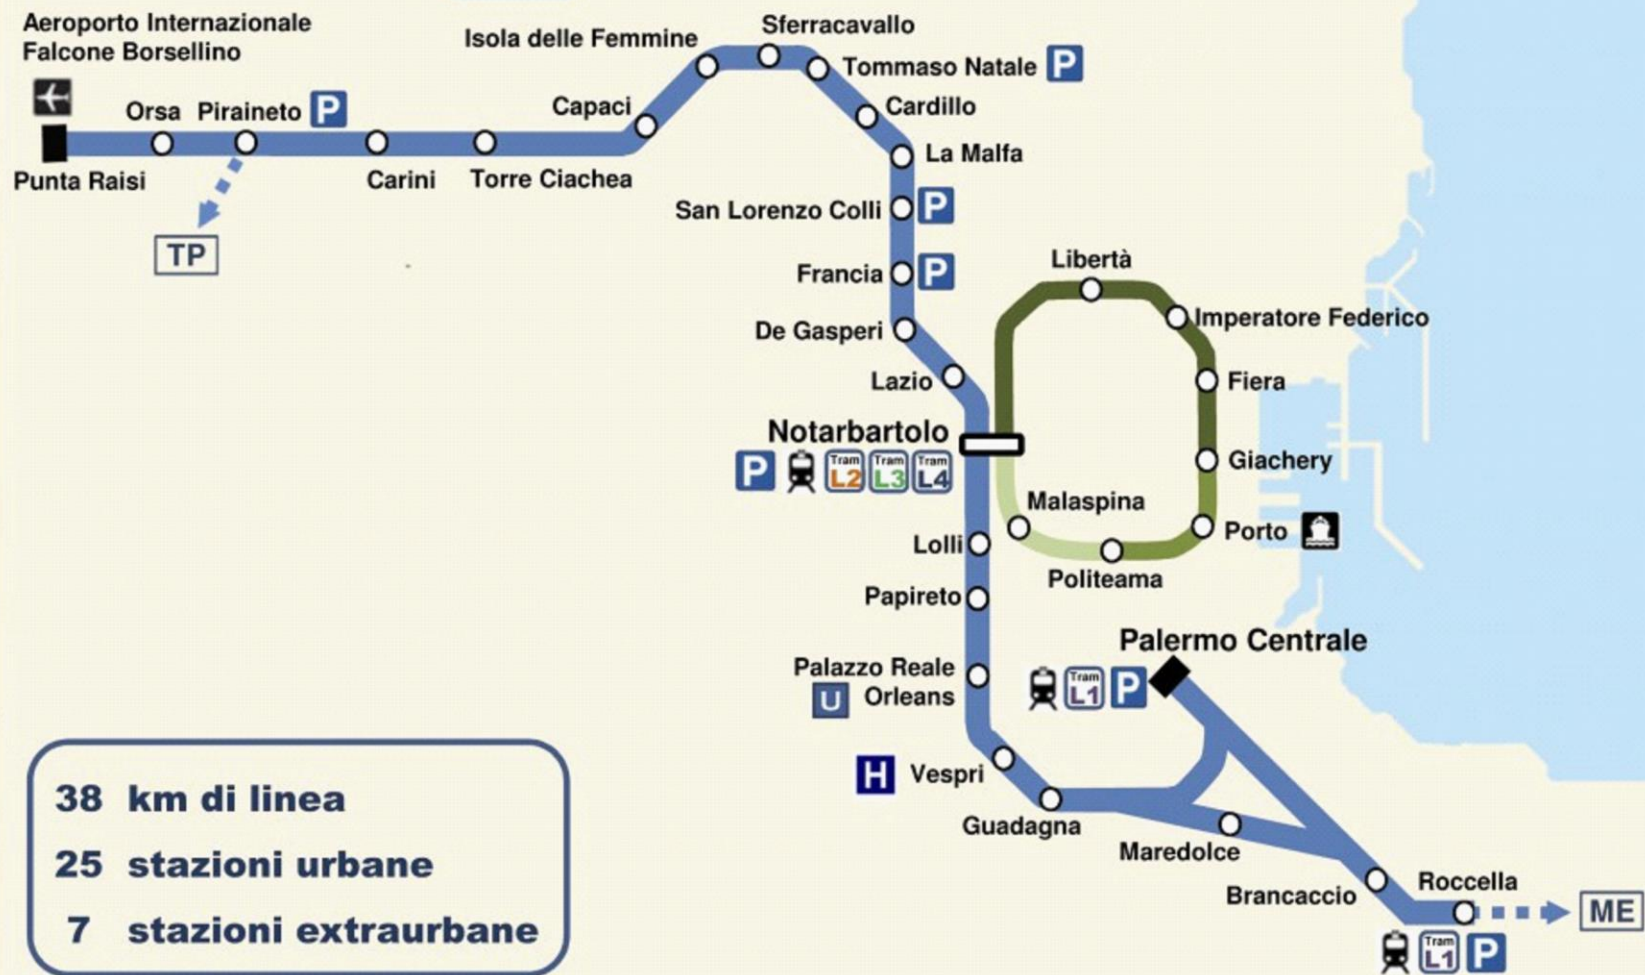 Aeroporto Internazionale
Falcone Borsellino
Orsa
Piraineto
P
Punta Raisi
TP
Carini
Torre Ciachea
Capaci
Isola delle Femmine
Sferracavallo
Tommaso Natale
P
Cardillo
La Malfa
San Lorenzo Colli
P
Francia
P
De Gasperi
Lazio
Notarbartolo
P
Tram
L2
Tram
L3
Tram
L4
Libertà
Imperatore Federico
Fiera
Giachery
Porto
Politeama
Malaspina
Lolli
Papireto
Palazzo Reale
Orleans
U
H
Vespri
Guadagna
Palermo Centrale
Tram
L1
P
Maredolce
Brancaccio
Roccella
Tram
L1
P
ME
38 km di linea
25 stazioni urbane
7 stazioni extraurbane